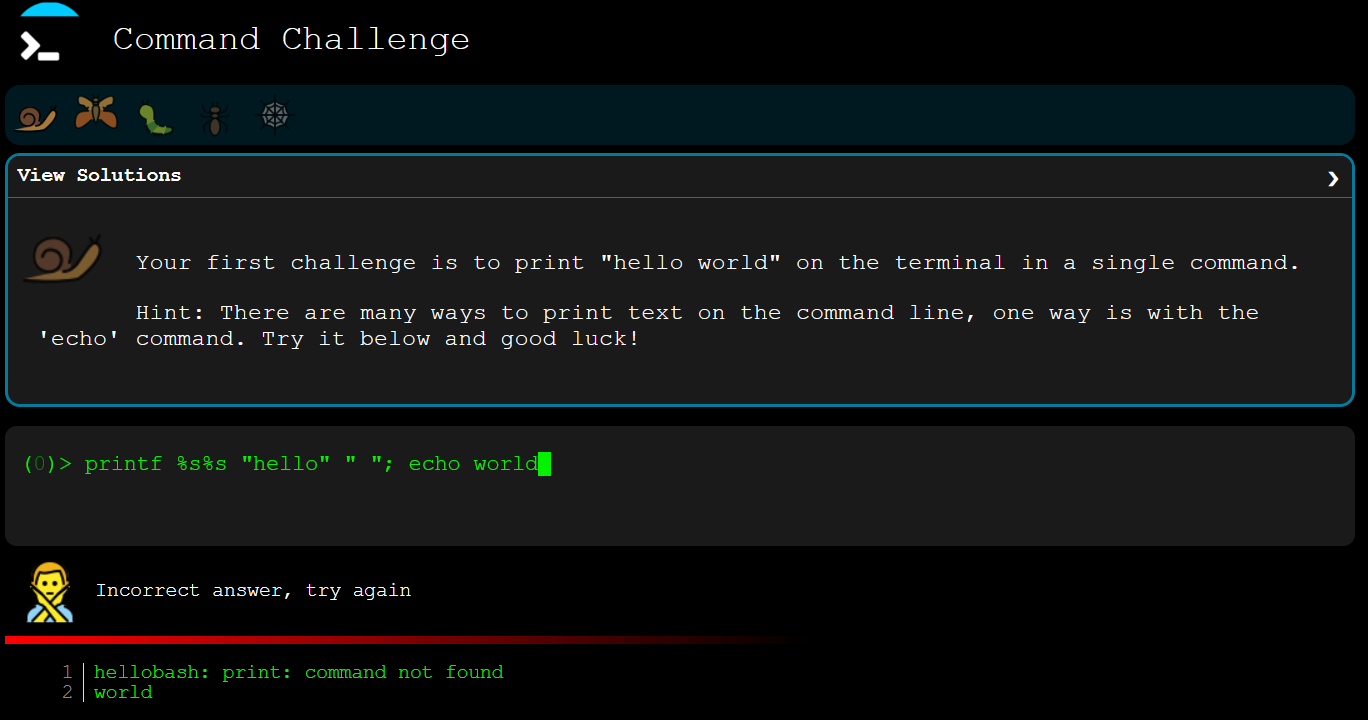 Command Challenge
View Solutions
Your first challenge is to print "hello world" on the terminal in a single command.
Hint: There are many ways to print text on the command line, one way is with the
'echo' command. Try it below and good luck!
(0)> printf %s%s "hello" " "; echo world
Incorrect answer, try again
1 hellobash: print: command not found
2 world